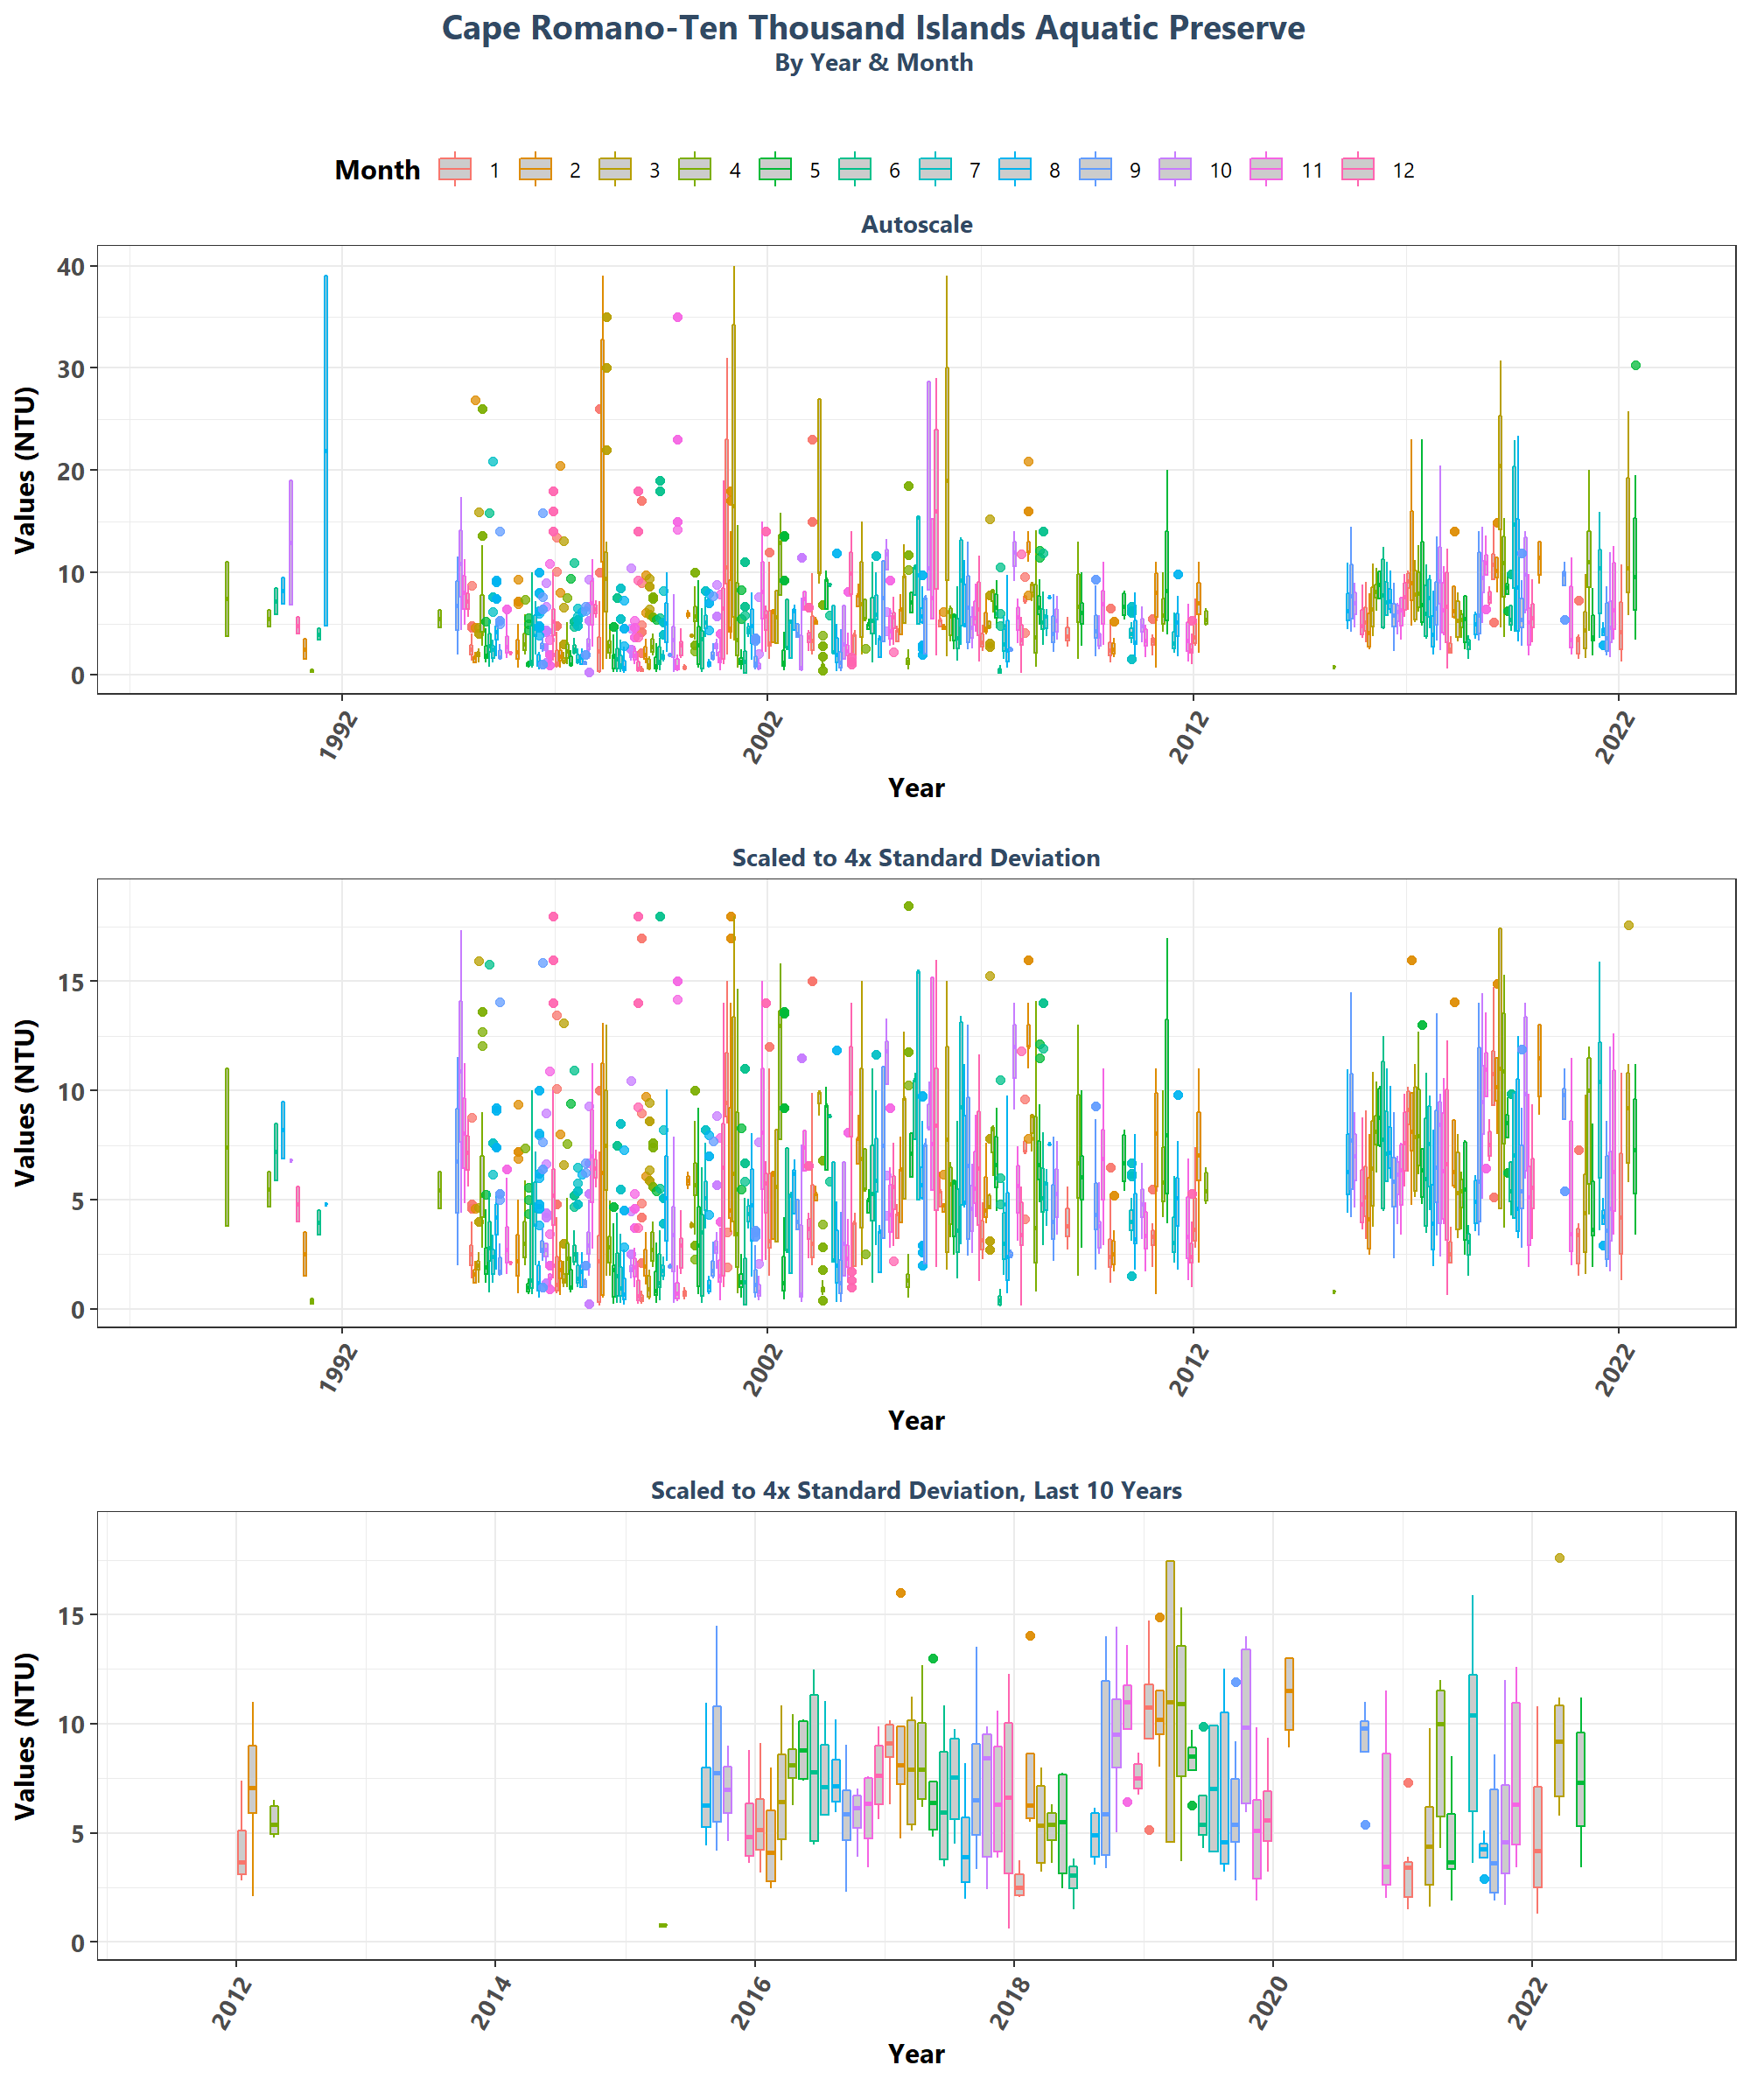 Cape Romano-Ten Thousand Islands Aquatic Preserve
By Year & Month
Month 1 2 3 4 5 6 7 8 9 10 11 12
Autoscale
Values (NTU)
40
30
20
10
0
1992 2002 2012 2022
Year
Scaled to 4x Standard Deviation
Values (NTU)
15
10
5
0
1992 2002 2012 2022
Year
Scaled to 4x Standard Deviation, Last 10 Years
Values (NTU)
15
10
5
0
2012 2014 2016 2018 2020 2022
Year